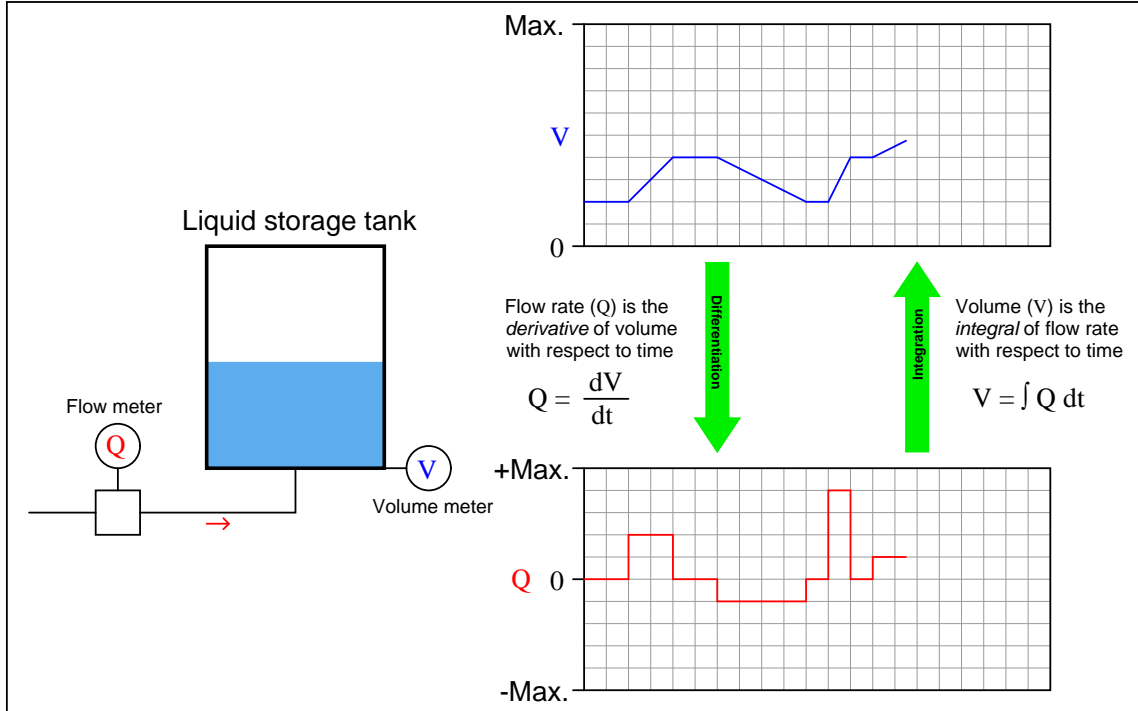 Liquid storage tank
Flow meter
Q
V
Volume meter
Max.
V
0
Flow rate (Q) is the
derivative of volume
with respect to time
Q = dV
dt
Differentiation
Integration
Volume (V) is the
integral of flow rate
with respect to time
V = ∫ Q dt
+Max.
Q 0
-Max.